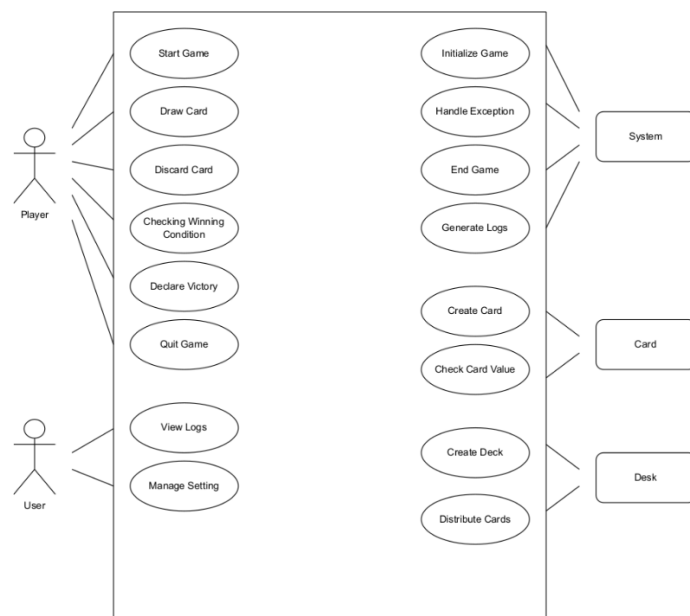 Start Game
Draw Card
Discard Card
Checking Winning
Condition
Declare Victory
Quit Game
View Logs
Manage Setting
Player
User
Initialize Game
Handle Exception
End Game
Generate Logs
Create Card
Check Card Value
Create Deck
Distribute Cards
System
Card
Desk